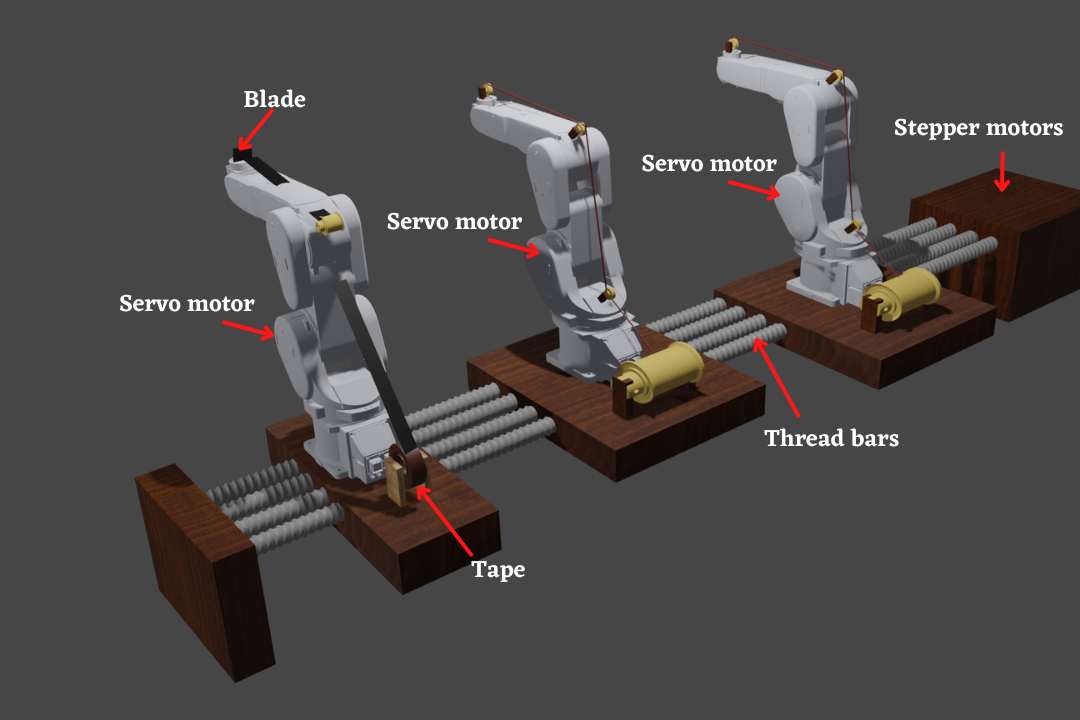 Blade
Stepper motors
Servo motor
Servo motor
Servo motor
Thread bars
Tape